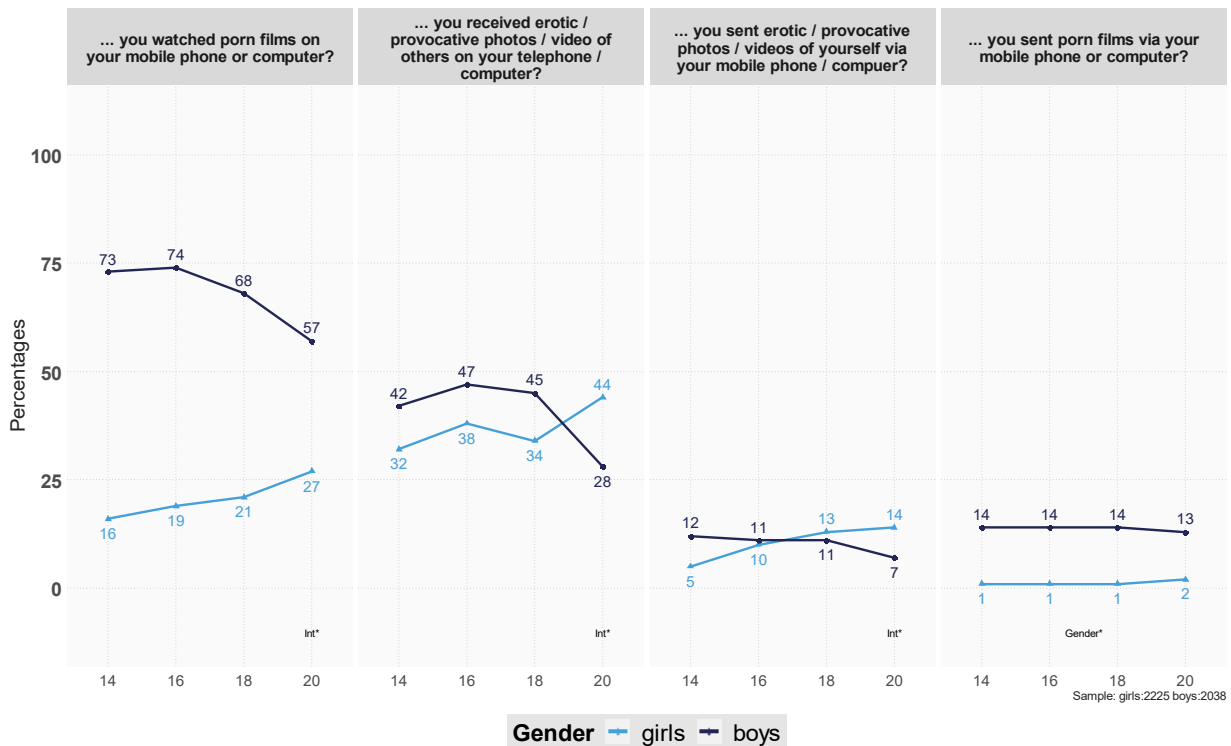 ... you watched porn films on
your mobile phone or computer?
... you received erotic /
provocative photos / video of
others on your telephone /
computer?
... you sent erotic / provocative
photos / videos of yourself via
your mobile phone / compuer?
... you sent porn films via your
mobile phone or computer?
Percentages
100
75
50
25
0
73
74
68
57
16
19
21
27
Int*
14
16
18
20
42
47
45
28
32
38
34
44
Int*
14
16
18
20
12
11
11
7
5
10
13
14
Int*
14
16
18
20
14
14
14
13
1
1
1
2
Gender*
14
16
18
20
Sample: girls:2225 boys:2038
Gender girls boys